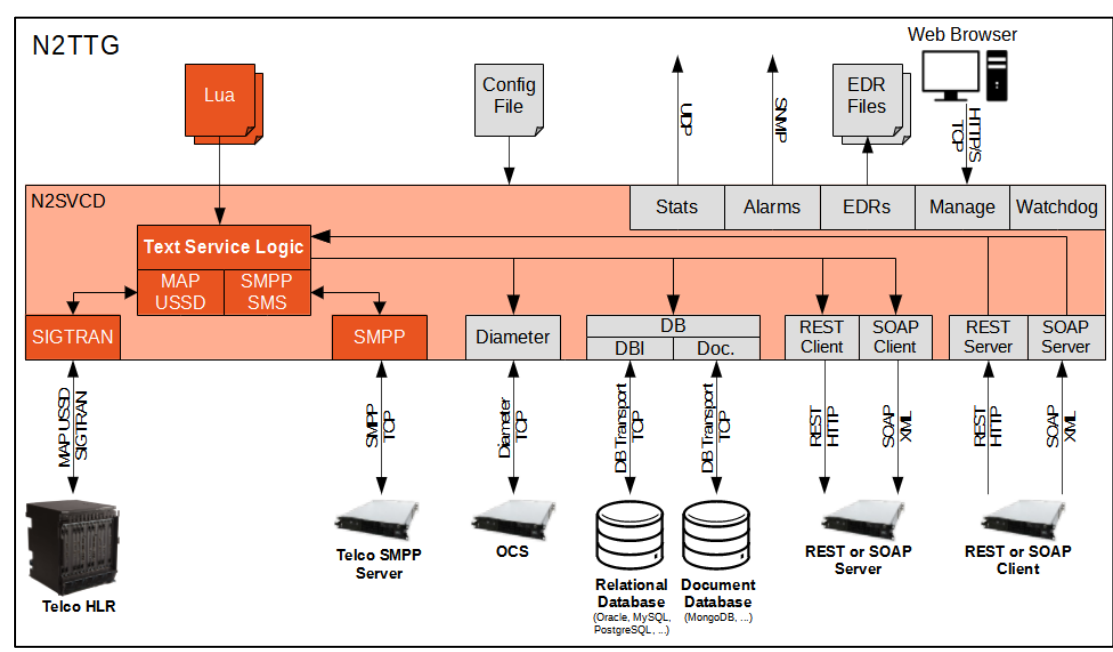 N2TTG
Web Browser
Lua
Config
File
UDP
SNMP
EDR
Files
HTTP/S
TCP
N2SVCD
Stats
Alarms
EDRs
Manage
Watchdog
Text Service Logic
MAP
USSD
SMPP
SMS
SIGTRAN
SMPP
Diameter
DB
DBI
Doc.
REST
Client
SOAP
Client
REST
Server
SOAP
Server
MAP USSD
SIGTRAN
SMPP
TCP
Diameter
TCP
DB Transport
TCP
DB Transport
TCP
REST
HTTP
SOAP
XML
REST
HTTP
SOAP
XML
Telco HLR
Telco SMPP
Server
OCS
Relational
Database
(Oracle, MySQL,
PostgreSQL, ...)
Document
Database
(MongoDB, ...)
REST or SOAP
Server
REST or SOAP
Client